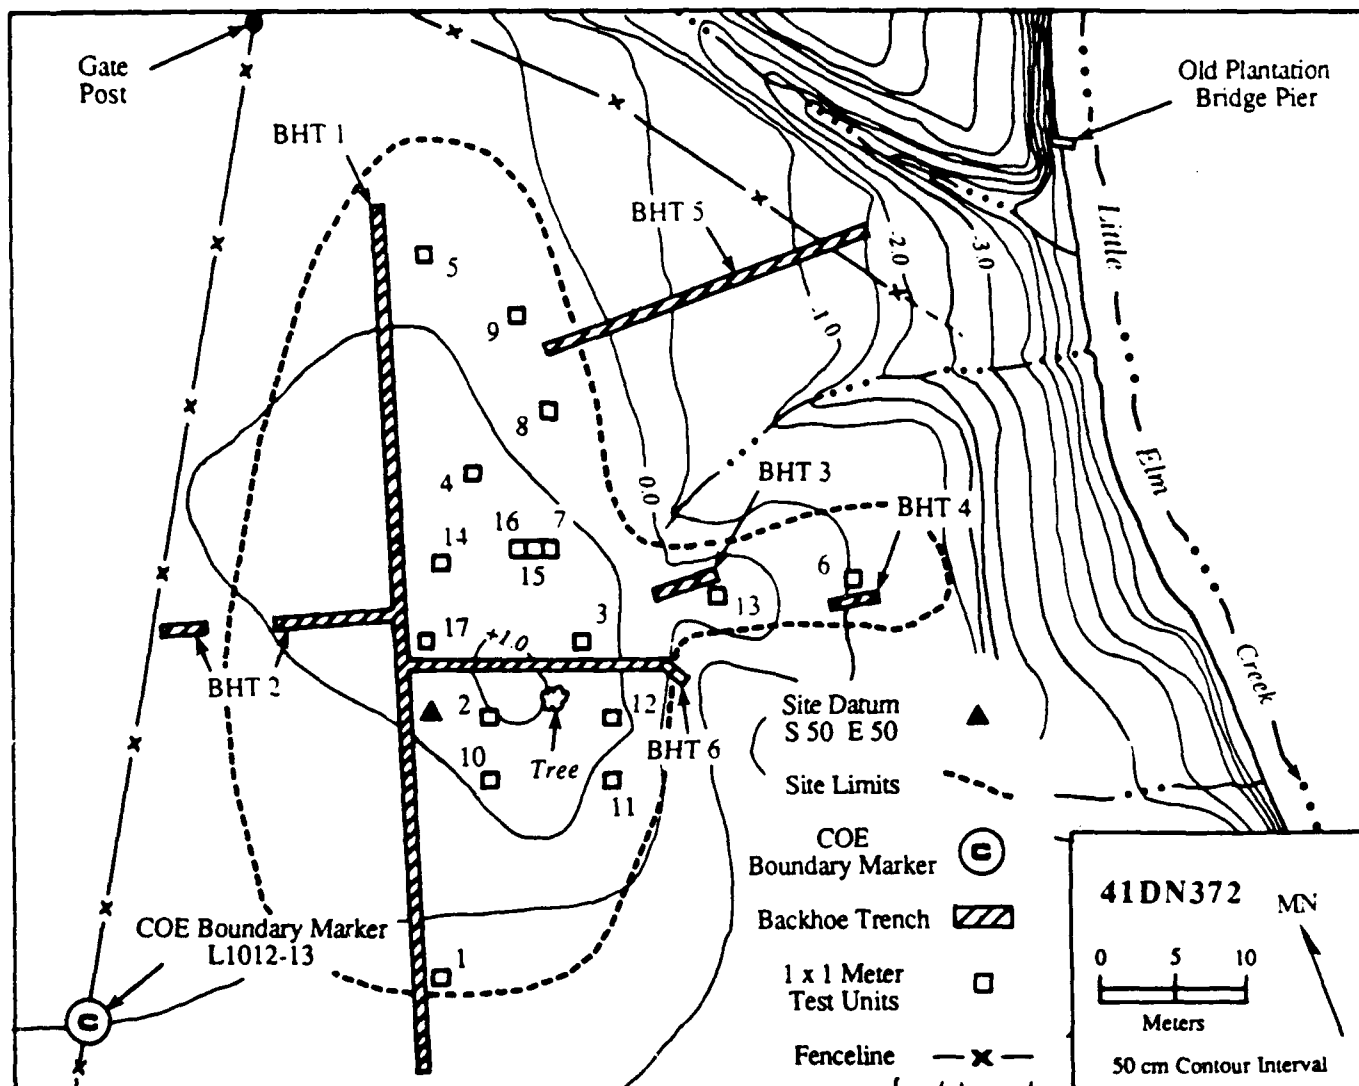 Gate
Post
Old Plantation
Bridge Pier
BHT 1
BHT 5
Little
Elm
Creek
5
-2.0
-3.0
9
-1.0
8
BHT 3
4
0.0
BHT 4
16
7
14
15
6
13
3
17
+1.0
BHT 2
2
12
Site Datum
S 50 E 50
BHT 6
10
Tree
11
Site Limits
COE
Boundary Marker
C
41DN372
MN
Backhoe Trench
COE Boundary Marker
L1012-13
0
5
10
1
1 x 1 Meter
Test Units
Meters
C
Fenceline
50 cm Contour Interval